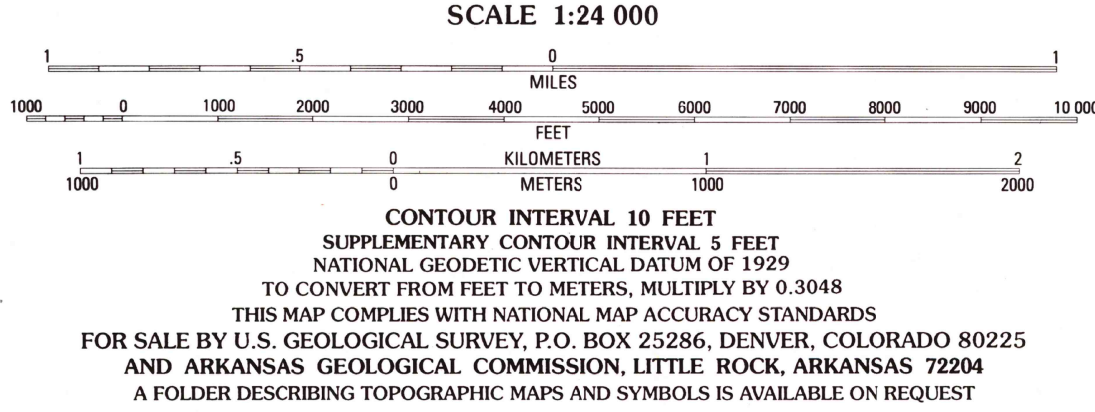 SCALE 1:24 000
1 .5 0 1
MILES
1000 0 1000 2000 3000 4000 5000 6000 7000 8000 9000 10 000
FEET
1 .5 0 KILOMETERS 1 2
1000 0 METERS 1000 2000
CONTOUR INTERVAL 10 FEET
SUPPLEMENTARY CONTOUR INTERVAL 5 FEET
NATIONAL GEODETIC VERTICAL DATUM OF 1929
TO CONVERT FROM FEET TO METERS, MULTIPLY BY 0.3048
THIS MAP COMPLIES WITH NATIONAL MAP ACCURACY STANDARDS
FOR SALE BY U.S. GEOLOGICAL SURVEY, P.O. BOX 25286, DENVER, COLORADO 80225
AND ARKANSAS GEOLOGICAL COMMISSION, LITTLE ROCK, ARKANSAS 72204
A FOLDER DESCRIBING TOPOGRAPHIC MAPS AND SYMBOLS IS AVAILABLE ON REQUEST